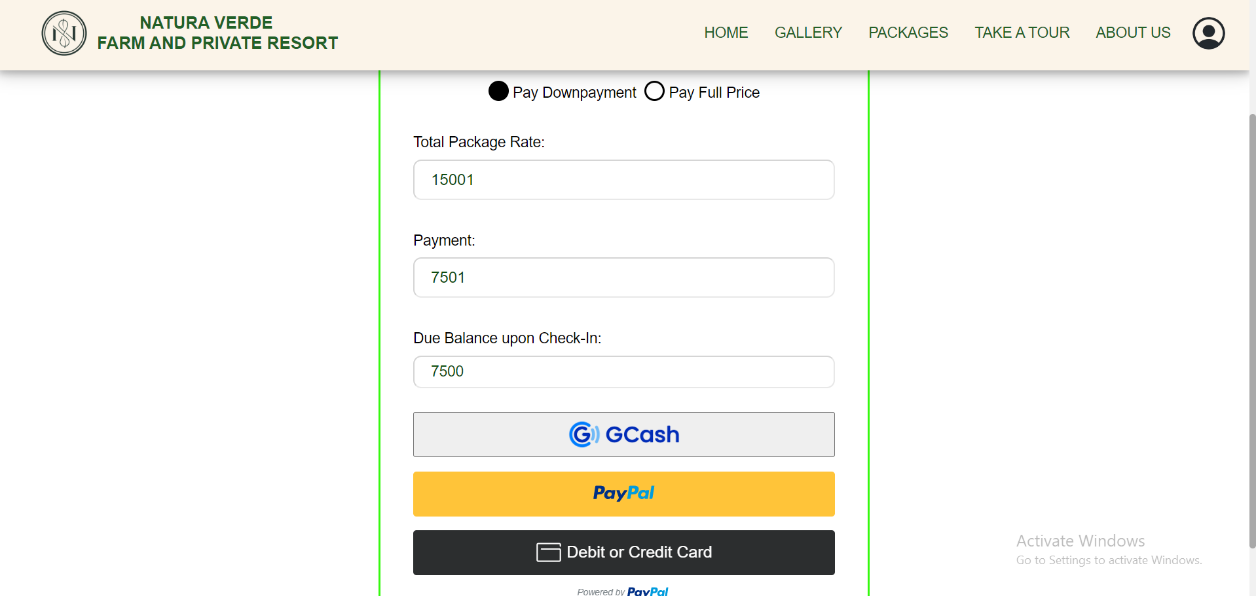 NATURA VERDE
FARM AND PRIVATE RESORT
HOME GALLERY PACKAGES TAKE A TOUR ABOUT US
Pay Downpayment Pay Full Price
Total Package Rate:
15001
Payment:
7501
Due Balance upon Check-In:
7500
GCash
PayPal
Debit or Credit Card
Powered by PayPal
Activate Windows
Go to Settings to activate Windows.